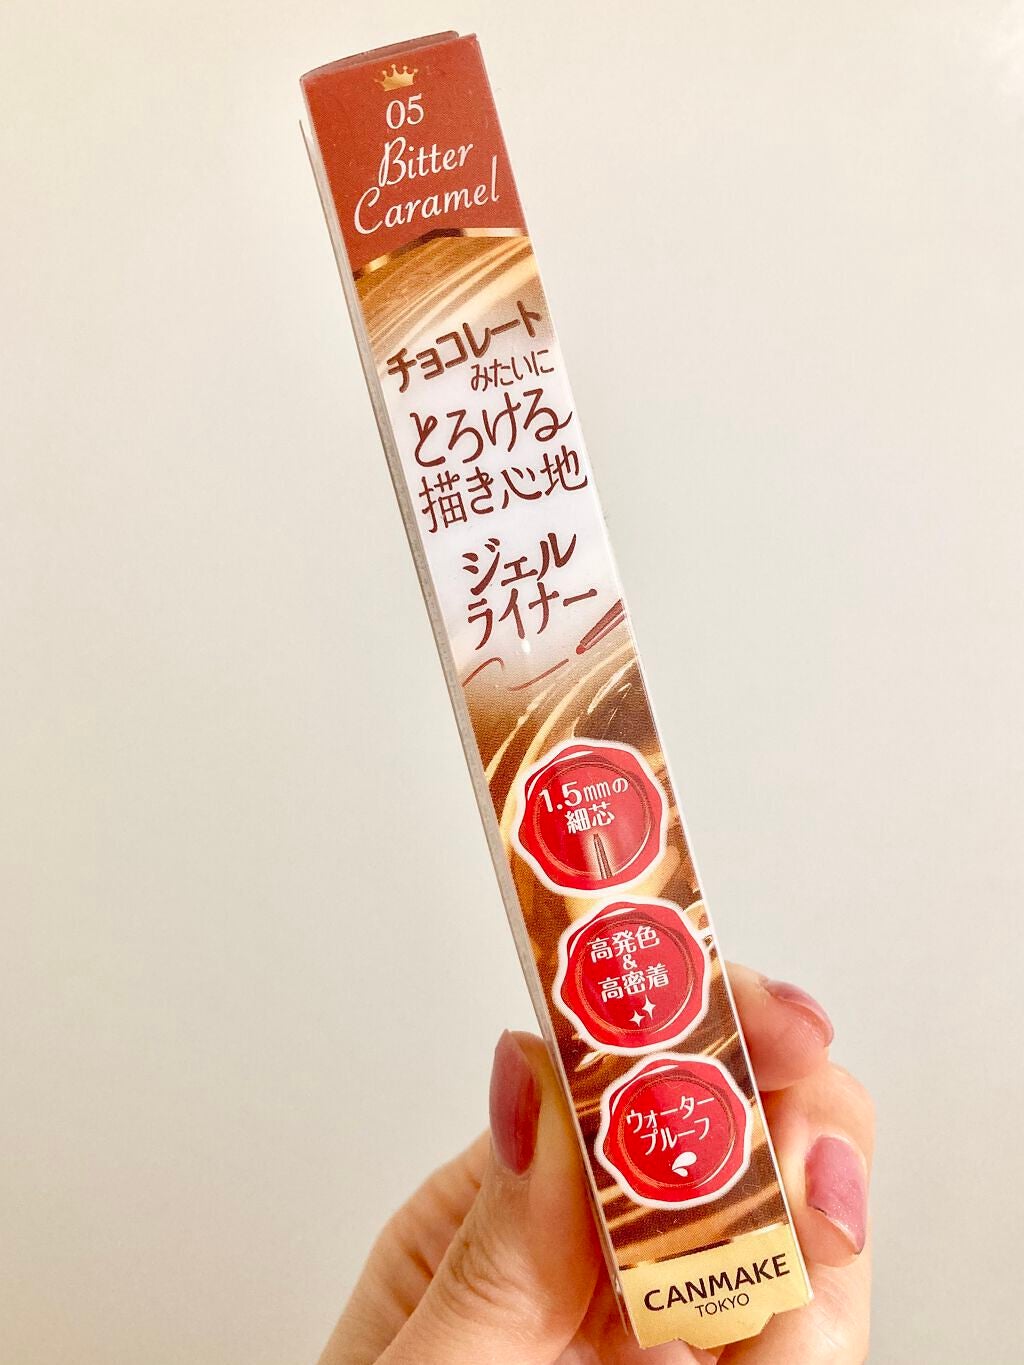 05
Bitter
Caramel
チョコレート
みたいに
とろける
描き心地
ジェル
ライナー
1.5mmの
細芯
高発色
&
高密着
ウォーター
プルーフ
CANMAKE
TOKYO